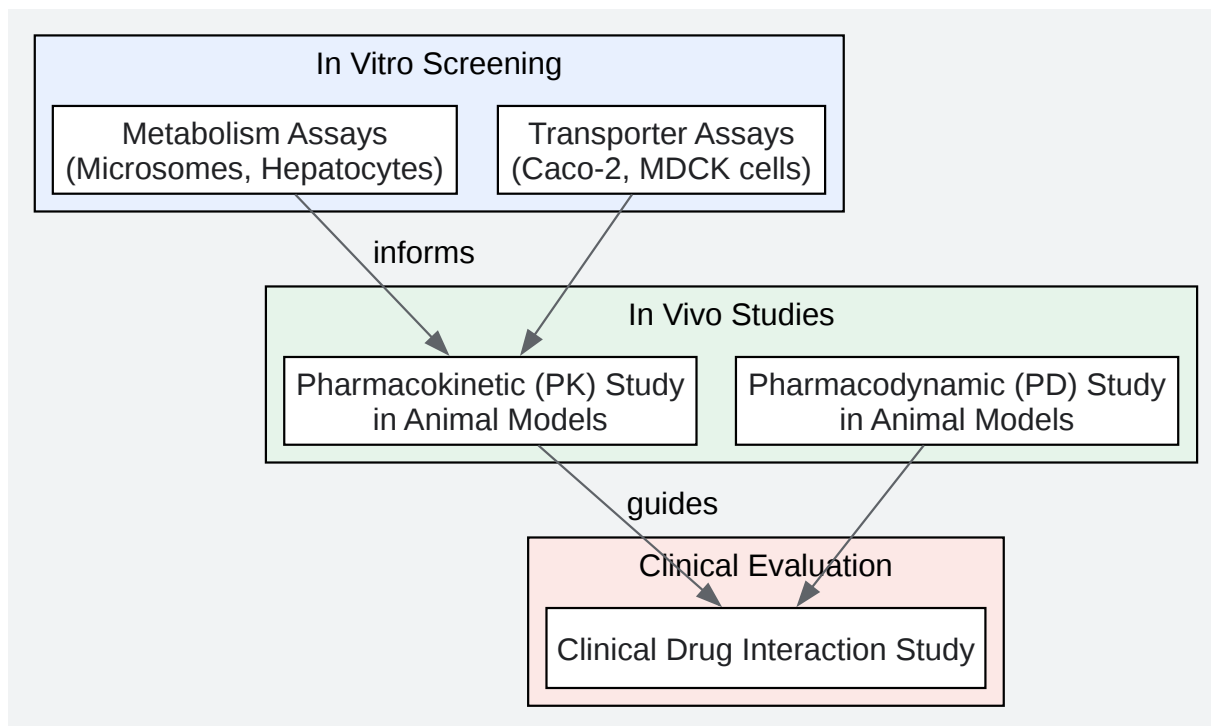 In Vitro Screening
Metabolism Assays
(Microsomes, Hepatocytes)
Transporter Assays
(Caco-2, MDCK cells)
informs
In Vivo Studies
Pharmacokinetic (PK) Study
in Animal Models
Pharmacodynamic (PD) Study
in Animal Models
guides
Clinical Evaluation
Clinical Drug Interaction Study